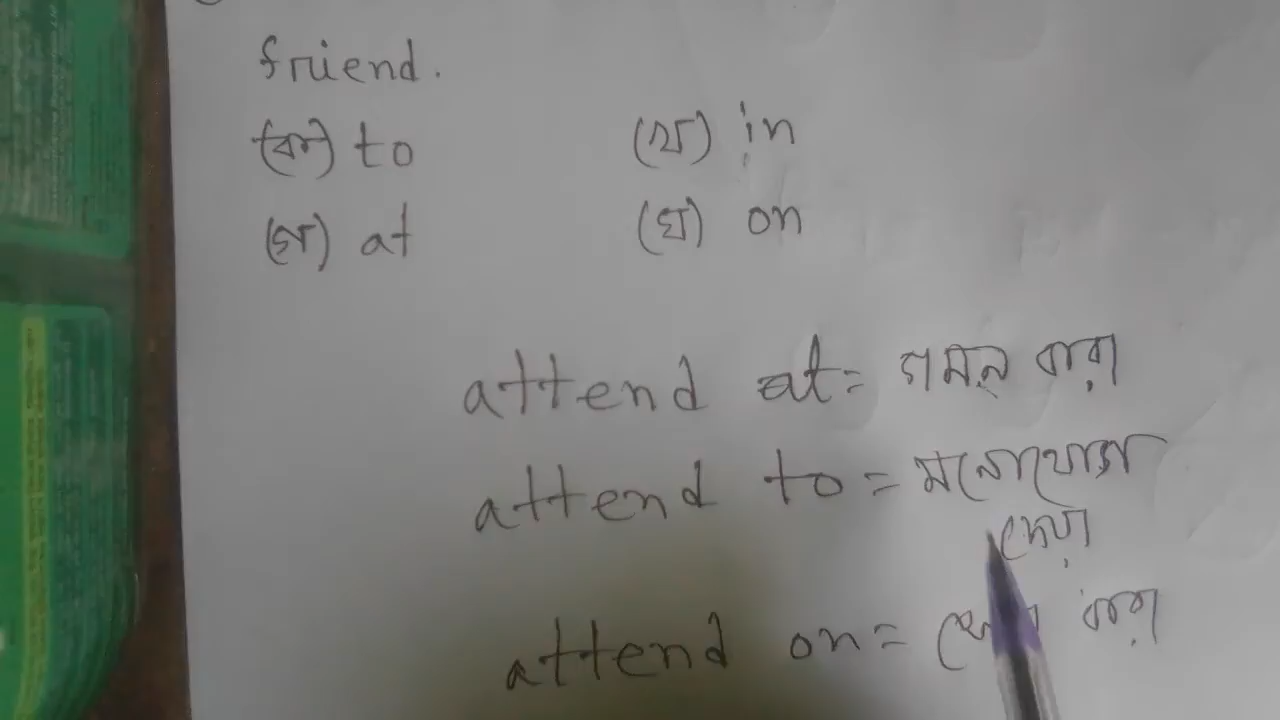 friend.
(ক) to (খ) in
(গ) at (ঘ) on
attend at = গমন করা
attend to = মনোযোগ
দেয়া
attend on = করা